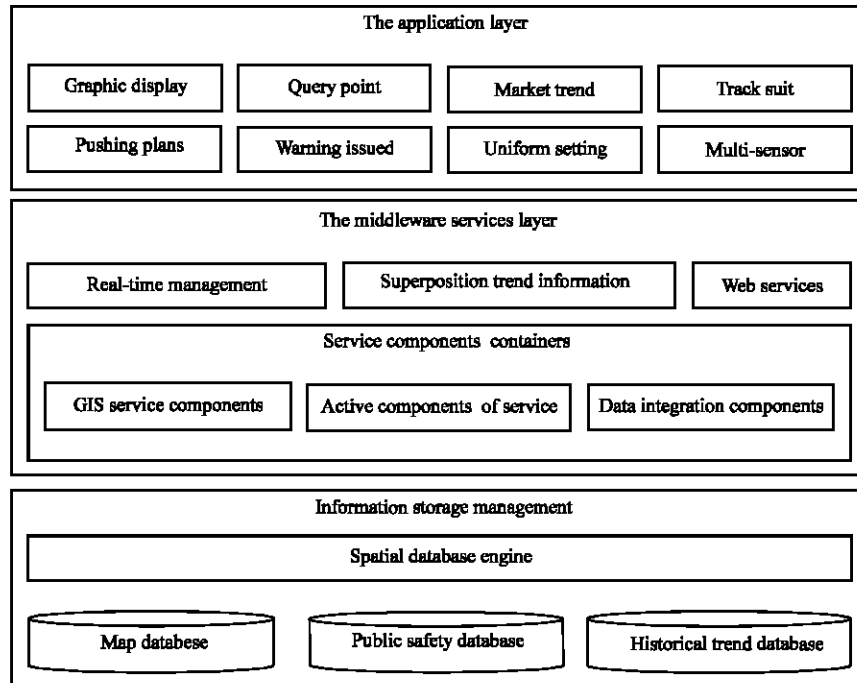 The application layer
Graphic display
Query point
Market trend
Track suit
Pushing plans
Warning issued
Uniform setting
Multi-sensor
The middleware services layer
Real-time management
Superposition trend information
Web services
Service components containers
GIS service components
Active components of service
Data integration components
Information storage management
Spatial database engine
Map databese
Public safety database
Historical trend database